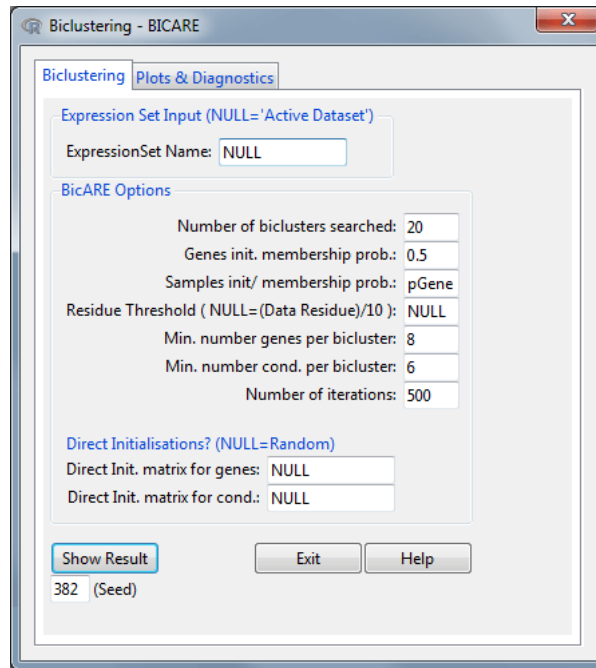 Biclustering - BICARE
Biclustering Plots & Diagnostics
Expression Set Input (NULL='Active Dataset')
ExpressionSet Name: NULL
BicARE Options
Number of biclusters searched: 20
Genes init. membership prob.: 0.5
Samples init/ membership prob.: pGene
Residue Threshold ( NULL=(Data Residue)/10 ): NULL
Min. number genes per bicluster: 8
Min. number cond. per bicluster: 6
Number of iterations: 500
Direct Initialisations? (NULL=Random)
Direct Init. matrix for genes: NULL
Direct Init. matrix for cond.: NULL
Show Result Exit Help
382 (Seed)